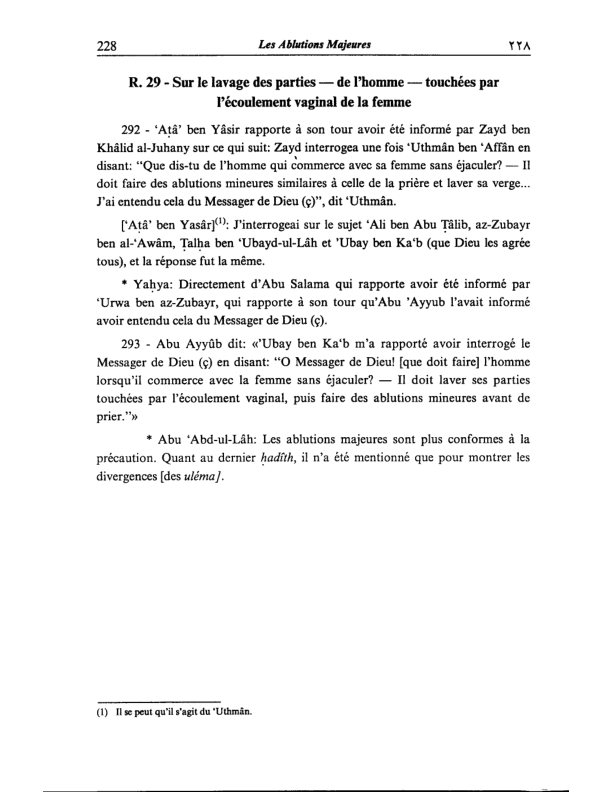 228 Les Ablutions Majeures ٢٢٨
R. 29 - Sur le lavage des parties — de l'homme — touchées par
l'écoulement vaginal de la femme
292 - ‘Aṭâ’ ben Yâsir rapporte à son tour avoir été informé par Zayd ben
Khâlid al-Juhany sur ce qui suit: Zayd interrogea une fois ‘Uthmân ben ‘Affân en
disant: “Que dis-tu de l'homme qui commerce avec sa femme sans éjaculer? — Il
doit faire des ablutions mineures similaires à celle de la prière et laver sa verge...
J'ai entendu cela du Messager de Dieu (ç)”, dit ‘Uthmân.
[‘Aṭâ’ ben Yasâr](1): J'interrogeai sur le sujet ‘Ali ben Abu Ṭâlib, az-Zubayr
ben al-‘Awâm, Ṭalḥa ben ‘Ubayd-ul-Lâh et ’Ubay ben Ka‘b (que Dieu les agrée
tous), et la réponse fut la même.
* Yaḥya: Directement d'Abu Salama qui rapporte avoir été informé par
‘Urwa ben az-Zubayr, qui rapporte à son tour qu'Abu ’Ayyub l'avait informé
avoir entendu cela du Messager de Dieu (ç).
293 - Abu Ayyûb dit: «’Ubay ben Ka‘b m'a rapporté avoir interrogé le
Messager de Dieu (ç) en disant: “O Messager de Dieu! [que doit faire] l'homme
lorsqu'il commerce avec la femme sans éjaculer? — Il doit laver ses parties
touchées par l'écoulement vaginal, puis faire des ablutions mineures avant de
prier.”»
* Abu ‘Abd-ul-Lâh: Les ablutions majeures sont plus conformes à la
précaution. Quant au dernier ḥadîth, il n'a été mentionné que pour montrer les
divergences [des uléma].
(1) Il se peut qu'il s'agit du ‘Uthmân.